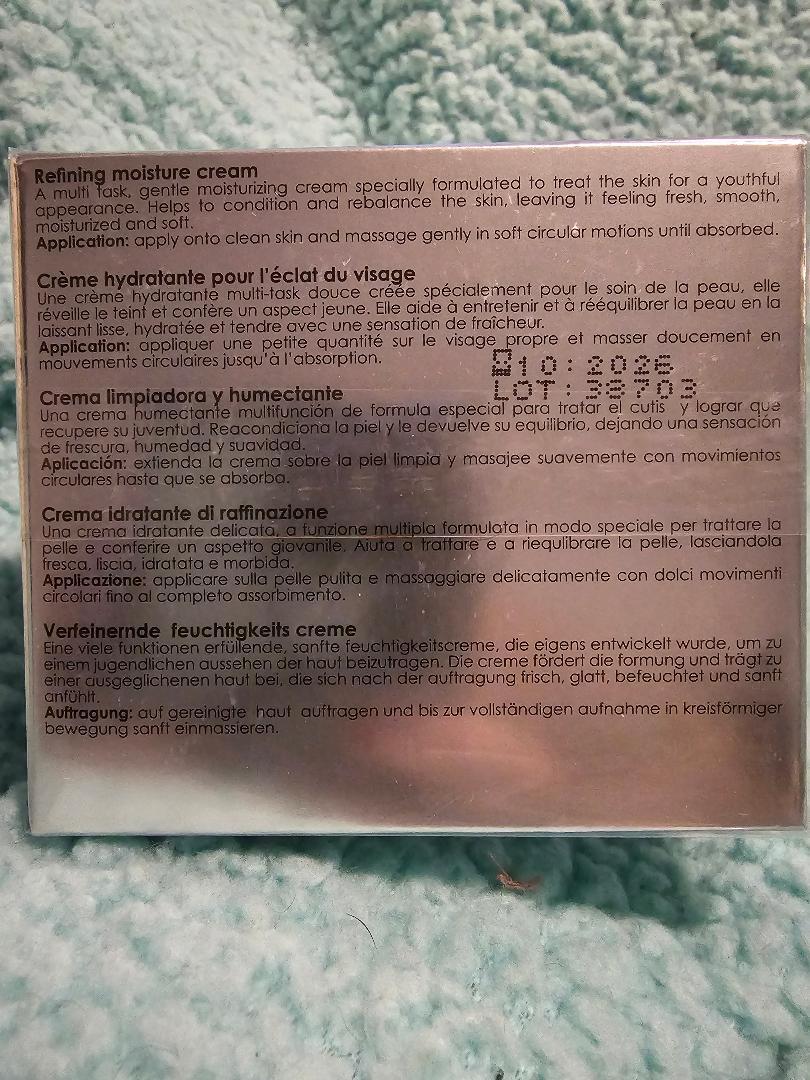 Refining moisture cream
A multi task, gentle moisturizing cream specially formulated to treat the skin for a youthful
appearance. Helps to condition and rebalance the skin, leaving it feeling fresh, smooth,
moisturized and soft.
Application: apply onto clean skin and massage gently in soft circular motions until absorbed.
Crème hydratante pour l'éclat du visage
Une crème hydratante multi-task douce créée spécialement pour le soin de la peau, elle
réveille le teint et confère un aspect jeune. Elle aide à entretenir et à rééquilibrer la peau en la
laissant lisse, hydratée et tendre avec une sensation de fraîcheur.
Application: appliquer une petite quantité sur le visage propre et masser doucement en
mouvements circulaires jusqu'à l'absorption.
10:2026
LOT:38703
Crema limpiadora y humectante
Una crema humectante multifunción de formula especial para tratar el cutis y lograr que
recupere su juventud. Reacondiciona la piel y le devuelve su equilibrio, dejando una sensación
de frescura, humedad y suavidad.
Aplicación: extienda la crema sobre la piel limpia y masajee suavemente con movimientos
circulares hasta que se absorba.
Crema idratante di raffinazione
Una crema idratante delicata, a funzione multipla formulata in modo speciale per trattare la
pelle e conferire un aspetto giovanile. Aiuta a trattare e a riequlibrare la pelle, lasciandola
fresca, liscia, idratata e morbida.
Applicazione: applicare sulla pelle pulita e massaggiare delicatamente con dolci movimenti
circolari fino al completo assorbimento.
Verfeinernde feuchtigkeits creme
Eine viele funktionen erfüllende, sanfte feuchtigkeitscreme, die eigens entwickelt wurde, um zu
einem jugendlichen aussehen der haut beizutragen. Die creme fördert die formung und trägt zu
einer ausgeglichenen haut bei, die sich nach der auftragung frisch, glatt, befeuchtet und sanft
anfühlt.
Auftragung: auf gereinigte haut auftragen und bis zur vollständigen aufnahme in kreisförmiger
bewegung sanft einmassieren.